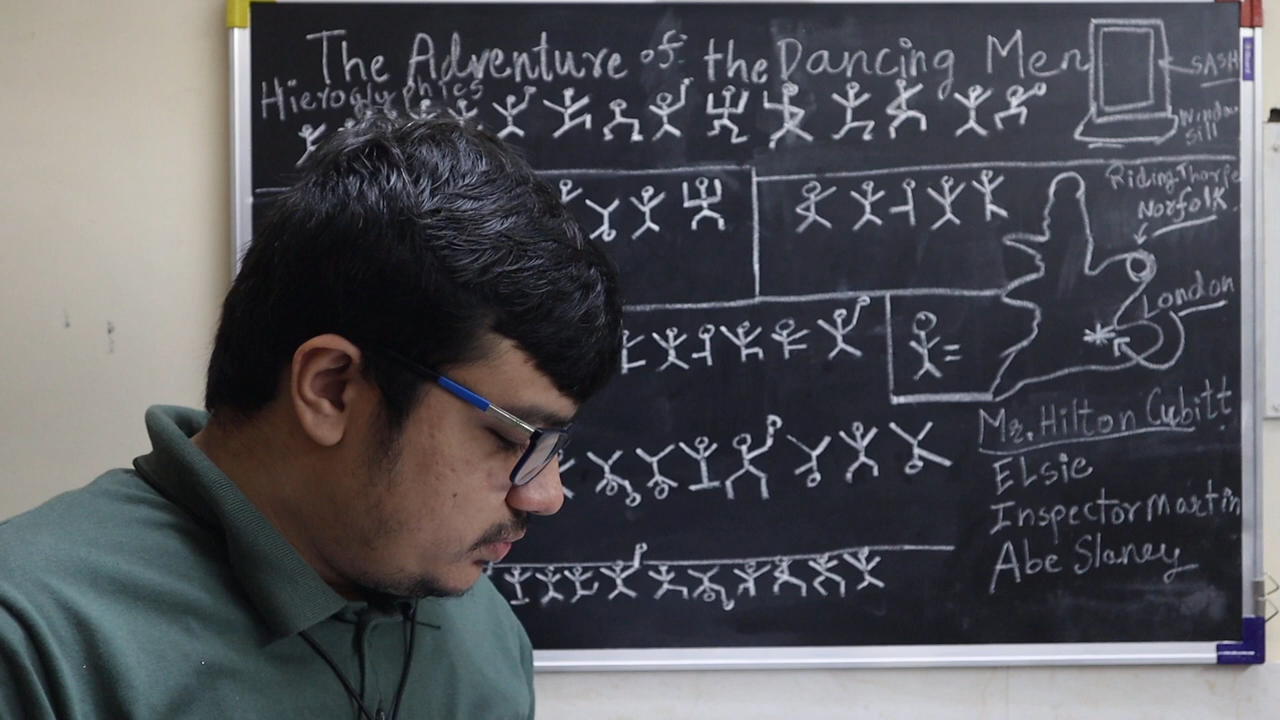 The Adventure of the Dancing Men
Hieroglyphics
SASH
Window
sill
Riding Thorpe
Norfolk.
London
=
Mr. Hilton Cubitt
ELSiE
Inspector Martin
Abe Slaney